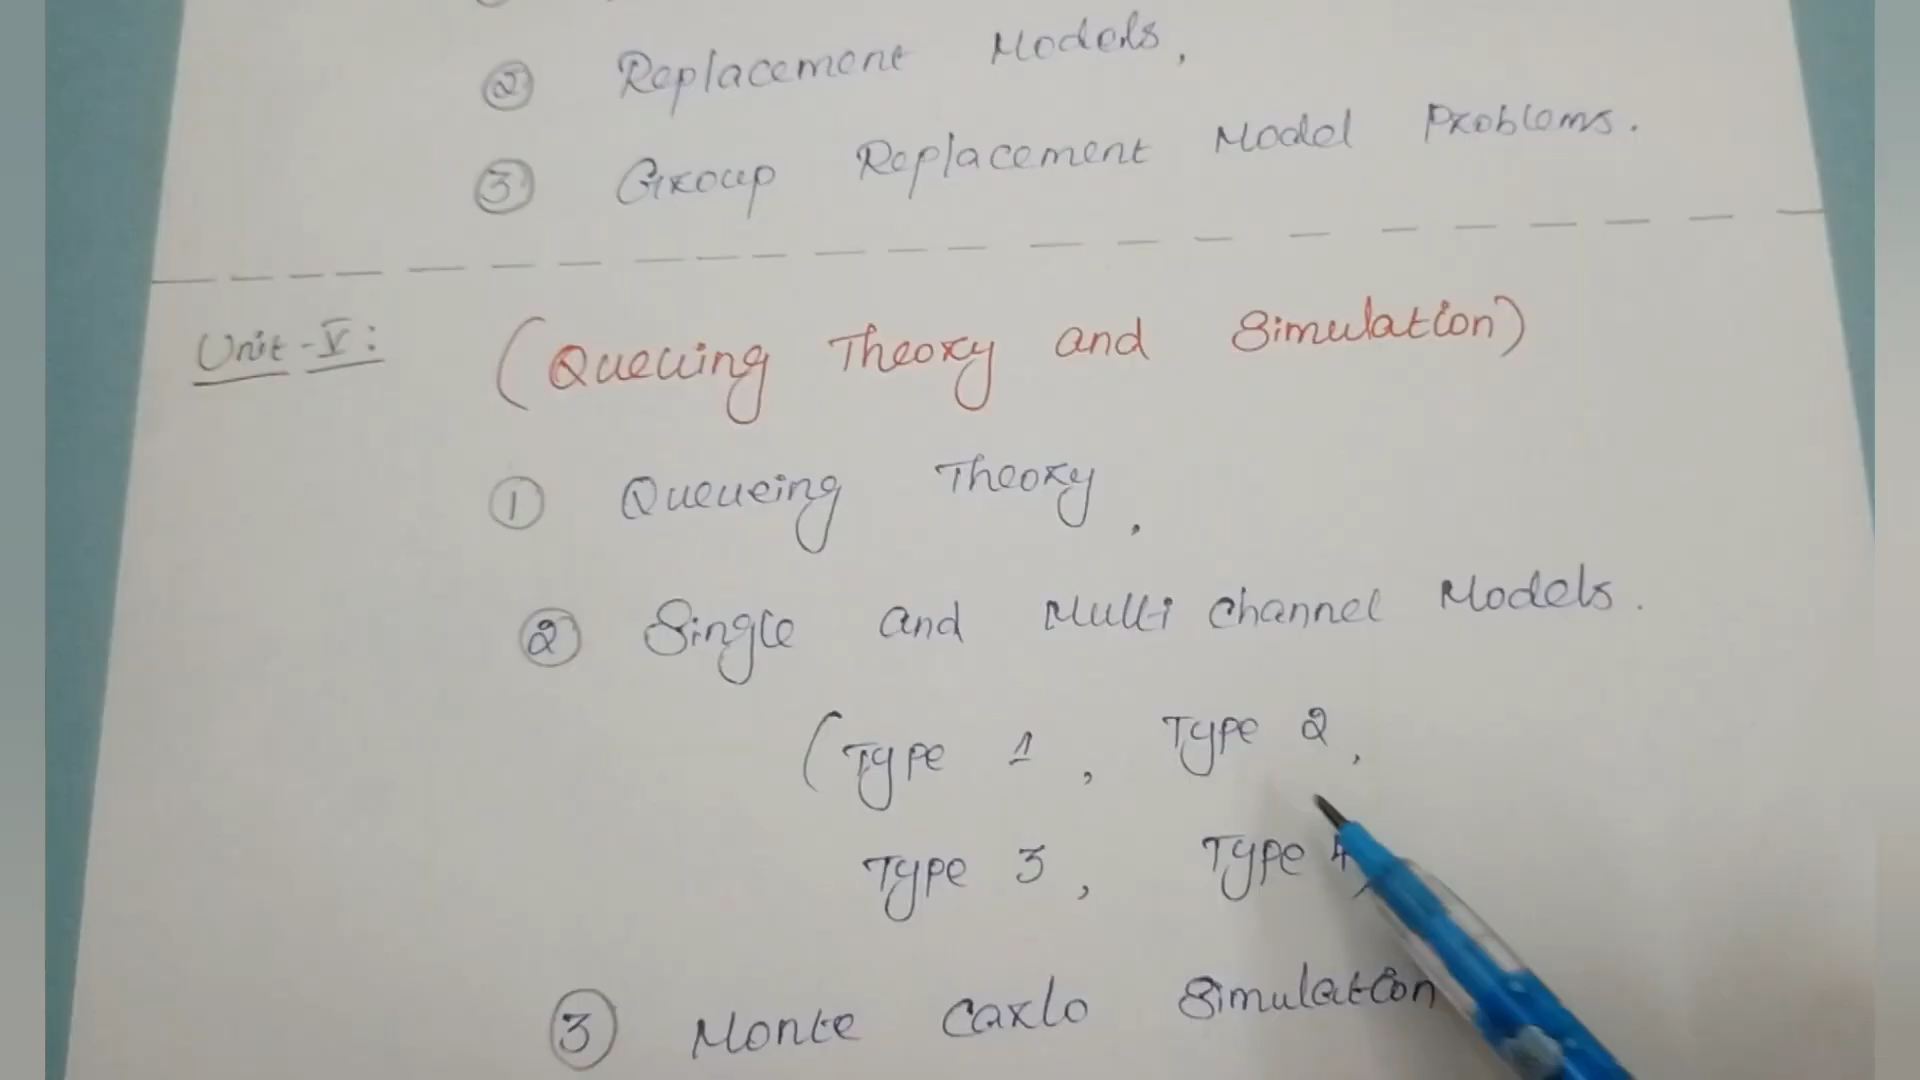 ② Replacement Models,
③ Group Replacement Model Problems.
Unit-V: (Queuing Theory and Simulation)
① Queueing Theory.
② Single and Multi channel Models.
(Type 1, Type 2,
Type 3, Type 4)
③ Monte Carlo Simulation